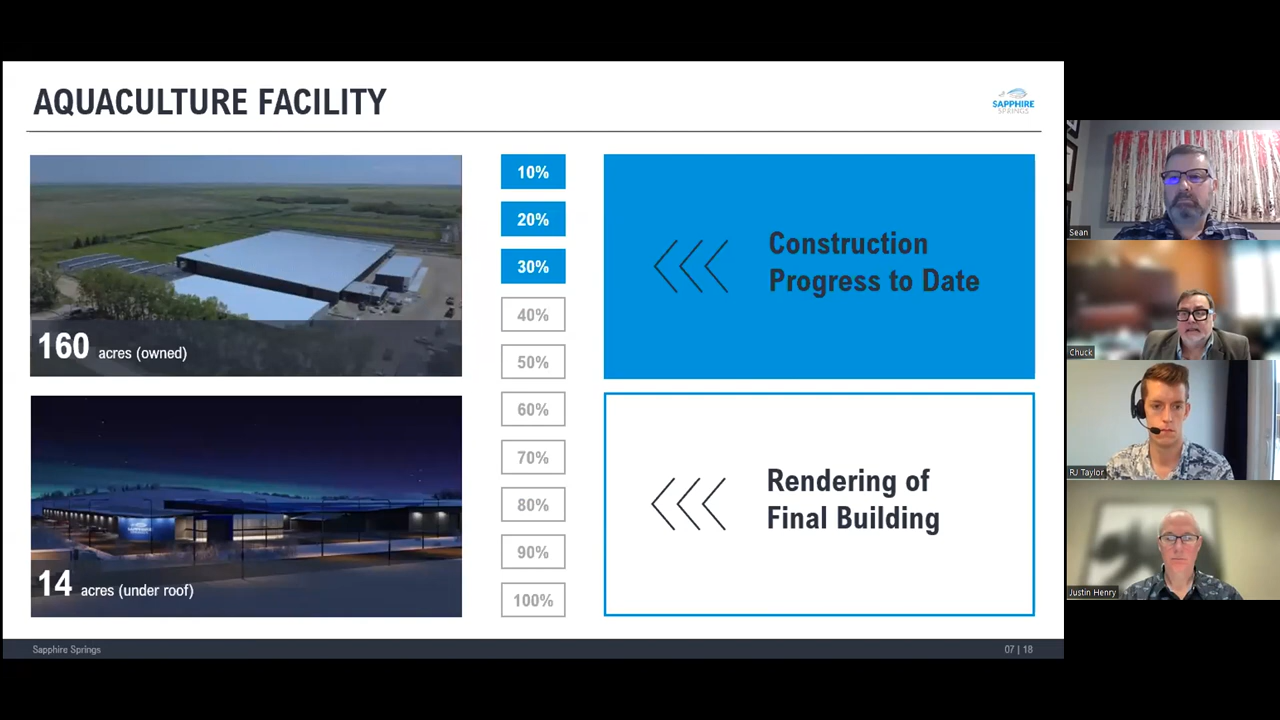 AQUACULTURE FACILITY
SAPPHIRE
SPRINGS
160 acres (owned)
10%
20%
30%
40%
50%
60%
70%
80%
90%
100%
Construction
Progress to Date
14 acres (under roof)
Rendering of
Final Building
Sapphire Springs
07 | 18
Sean
Chuck
RJ Taylor
Justin Henry